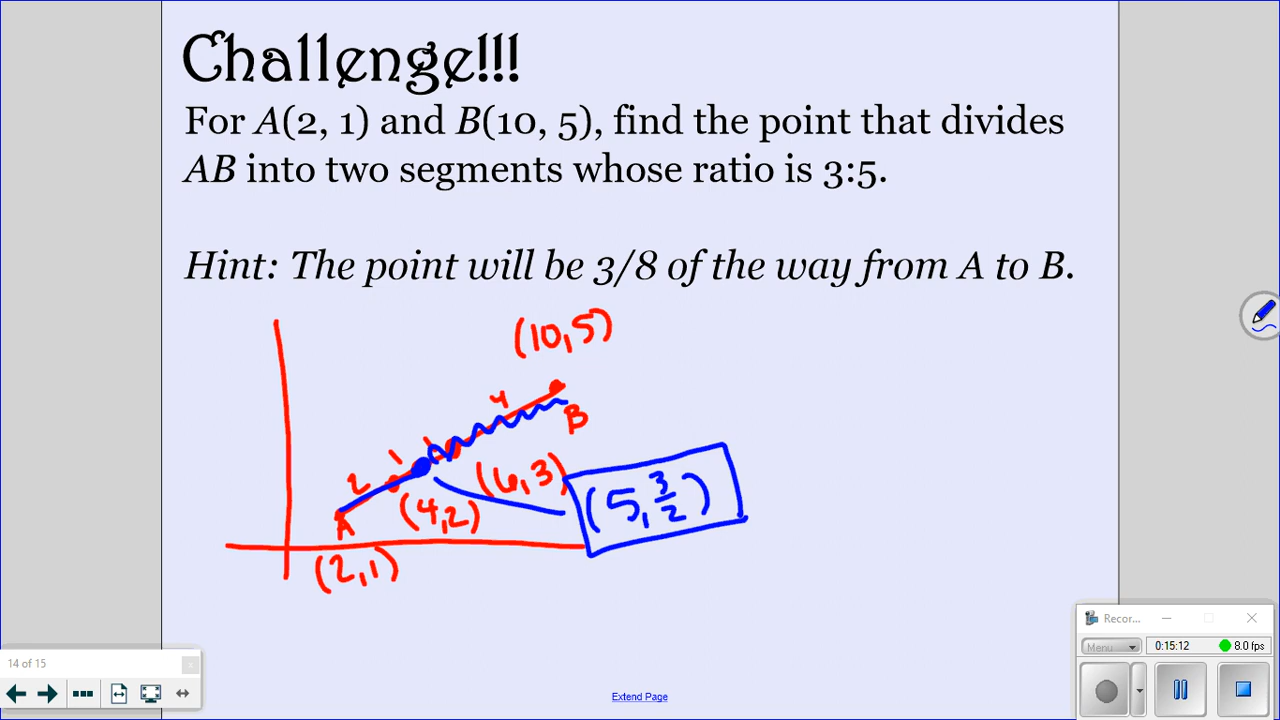 Challenge!!!
For A(2, 1) and B(10, 5), find the point that divides
AB into two segments whose ratio is 3:5.
Hint: The point will be 3/8 of the way from A to B.
(10,5)
4
B
1
1
2
(6,3)
(5, 3/2)
(4,2)
A
(2,1)
Recor...
Menu
0:15:12
8.0 fps
14 of 15
x
Extend Page